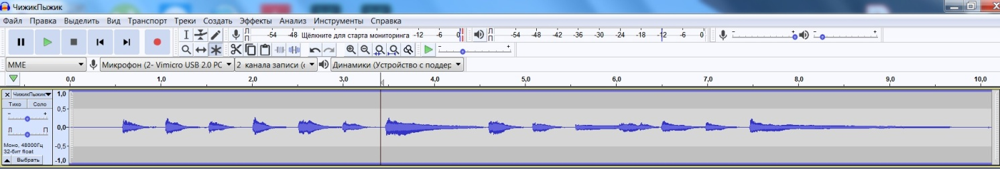 ЧижикПыжик
Файл Правка Выделить Вид Транспорт Треки Создать Эффекты Анализ Инструменты Справка
-54 -48 Щёлкните для старта мониторинга -12 -6 0 -54 -48 -42 -36 -30 -24 -18 -12 -6 0
MME Микрофон (2- Vimicro USB 2.0 PC 2 канала записи (с Динамики (Устройство с поддер
0,0 1,0 2,0 3,0 4,0 5,0 6,0 7,0 8,0 9,0 10,0
ЧижикПыжик 1,0
Тихо Соло
0,5
- +
0,0
Л П
Моно, 48000Гц -0,5
32-бит float
Выбрать -1,0